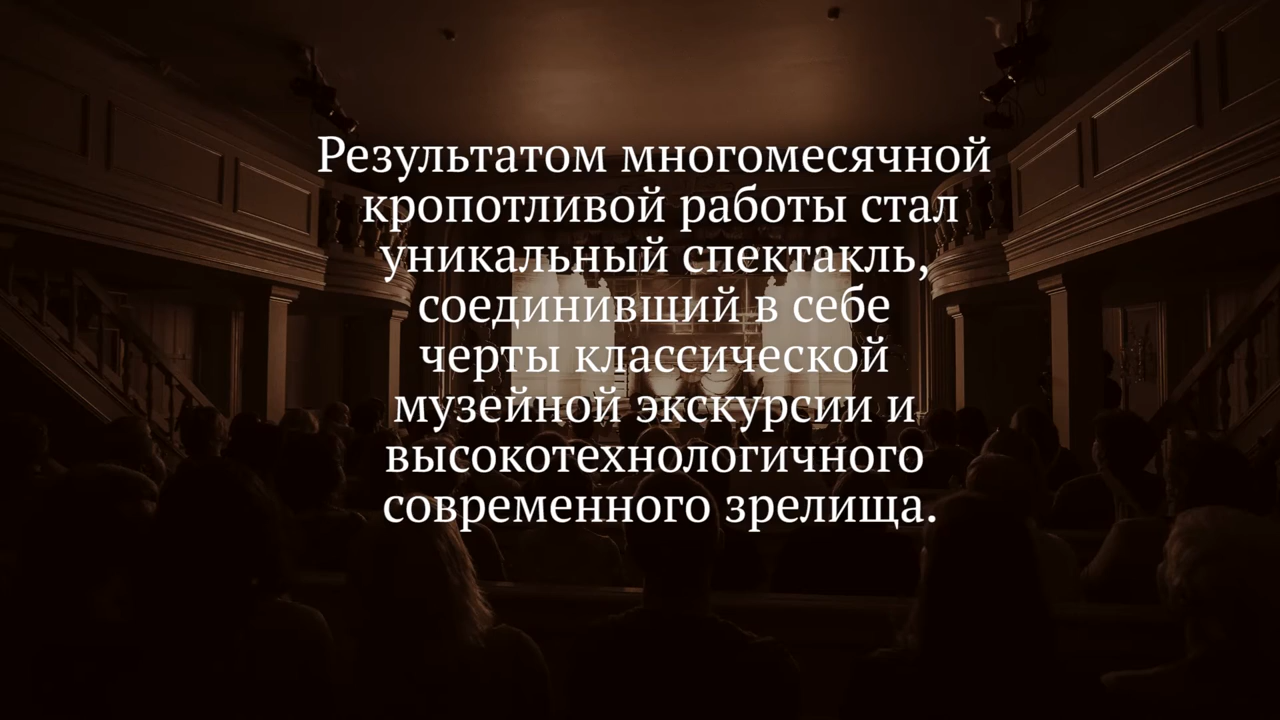 Результатом многомесячной
кропотливой работы стал
уникальный спектакль,
соединивший в себе
черты классической
музейной экскурсии и
высокотехнологичного
современного зрелища.